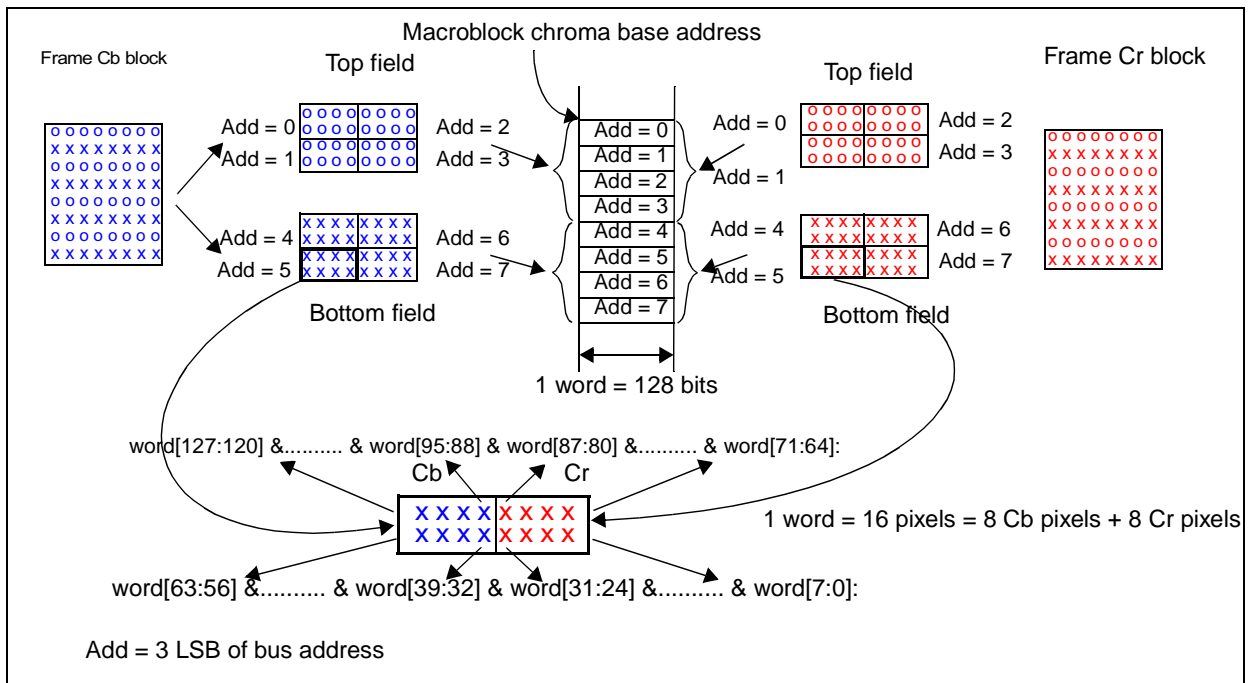 Macroblock chroma base address
Frame Cb block
Top field
Top field
Frame Cr block
o o o o o o o o
x x x x x x x x
o o o o o o o o
x x x x x x x x
o o o o o o o o
x x x x x x x x
o o o o o o o o
x x x x x x x x
Add = 0
Add = 1
o o o o o o o o
o o o o o o o o
o o o o o o o o
o o o o o o o o
Add = 2
Add = 3
Add = 4
Add = 5
x x x x x x x x
x x x x x x x x
x x x x x x x x
x x x x x x x x
Add = 6
Add = 7
Bottom field
Add = 0
Add = 1
Add = 2
Add = 3
Add = 4
Add = 5
Add = 6
Add = 7
1 word = 128 bits
Add = 0
Add = 1
o o o o o o o o
o o o o o o o o
o o o o o o o o
o o o o o o o o
Add = 2
Add = 3
Add = 4
Add = 5
x x x x x x x x
x x x x x x x x
x x x x x x x x
x x x x x x x x
Add = 6
Add = 7
Bottom field
o o o o o o o o
x x x x x x x x
o o o o o o o o
x x x x x x x x
o o o o o o o o
x x x x x x x x
o o o o o o o o
x x x x x x x x
word[127:120] &.......... & word[95:88] & word[87:80] &.......... & word[71:64]:
Cb Cr
x x x x x x x x
x x x x x x x x
1 word = 16 pixels = 8 Cb pixels + 8 Cr pixels
word[63:56] &.......... & word[39:32] & word[31:24] &.......... & word[7:0]:
Add = 3 LSB of bus address